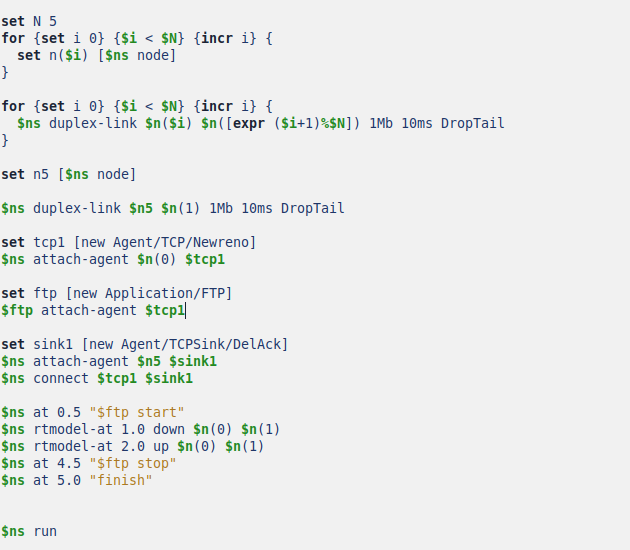 set N 5
for {set i 0} {$i < $N} {incr i} {
  set n($i) [$ns node]
}

for {set i 0} {$i < $N} {incr i} {
  $ns duplex-link $n($i) $n([expr ($i+1)%$N]) 1Mb 10ms DropTail
}

set n5 [$ns node]

$ns duplex-link $n5 $n(1) 1Mb 10ms DropTail

set tcp1 [new Agent/TCP/Newreno]
$ns attach-agent $n(0) $tcp1

set ftp [new Application/FTP]
$ftp attach-agent $tcp1

set sink1 [new Agent/TCPSink/DelAck]
$ns attach-agent $n5 $sink1
$ns connect $tcp1 $sink1

$ns at 0.5 "$ftp start"
$ns rtmodel-at 1.0 down $n(0) $n(1)
$ns rtmodel-at 2.0 up $n(0) $n(1)
$ns at 4.5 "$ftp stop"
$ns at 5.0 "finish"


$ns run